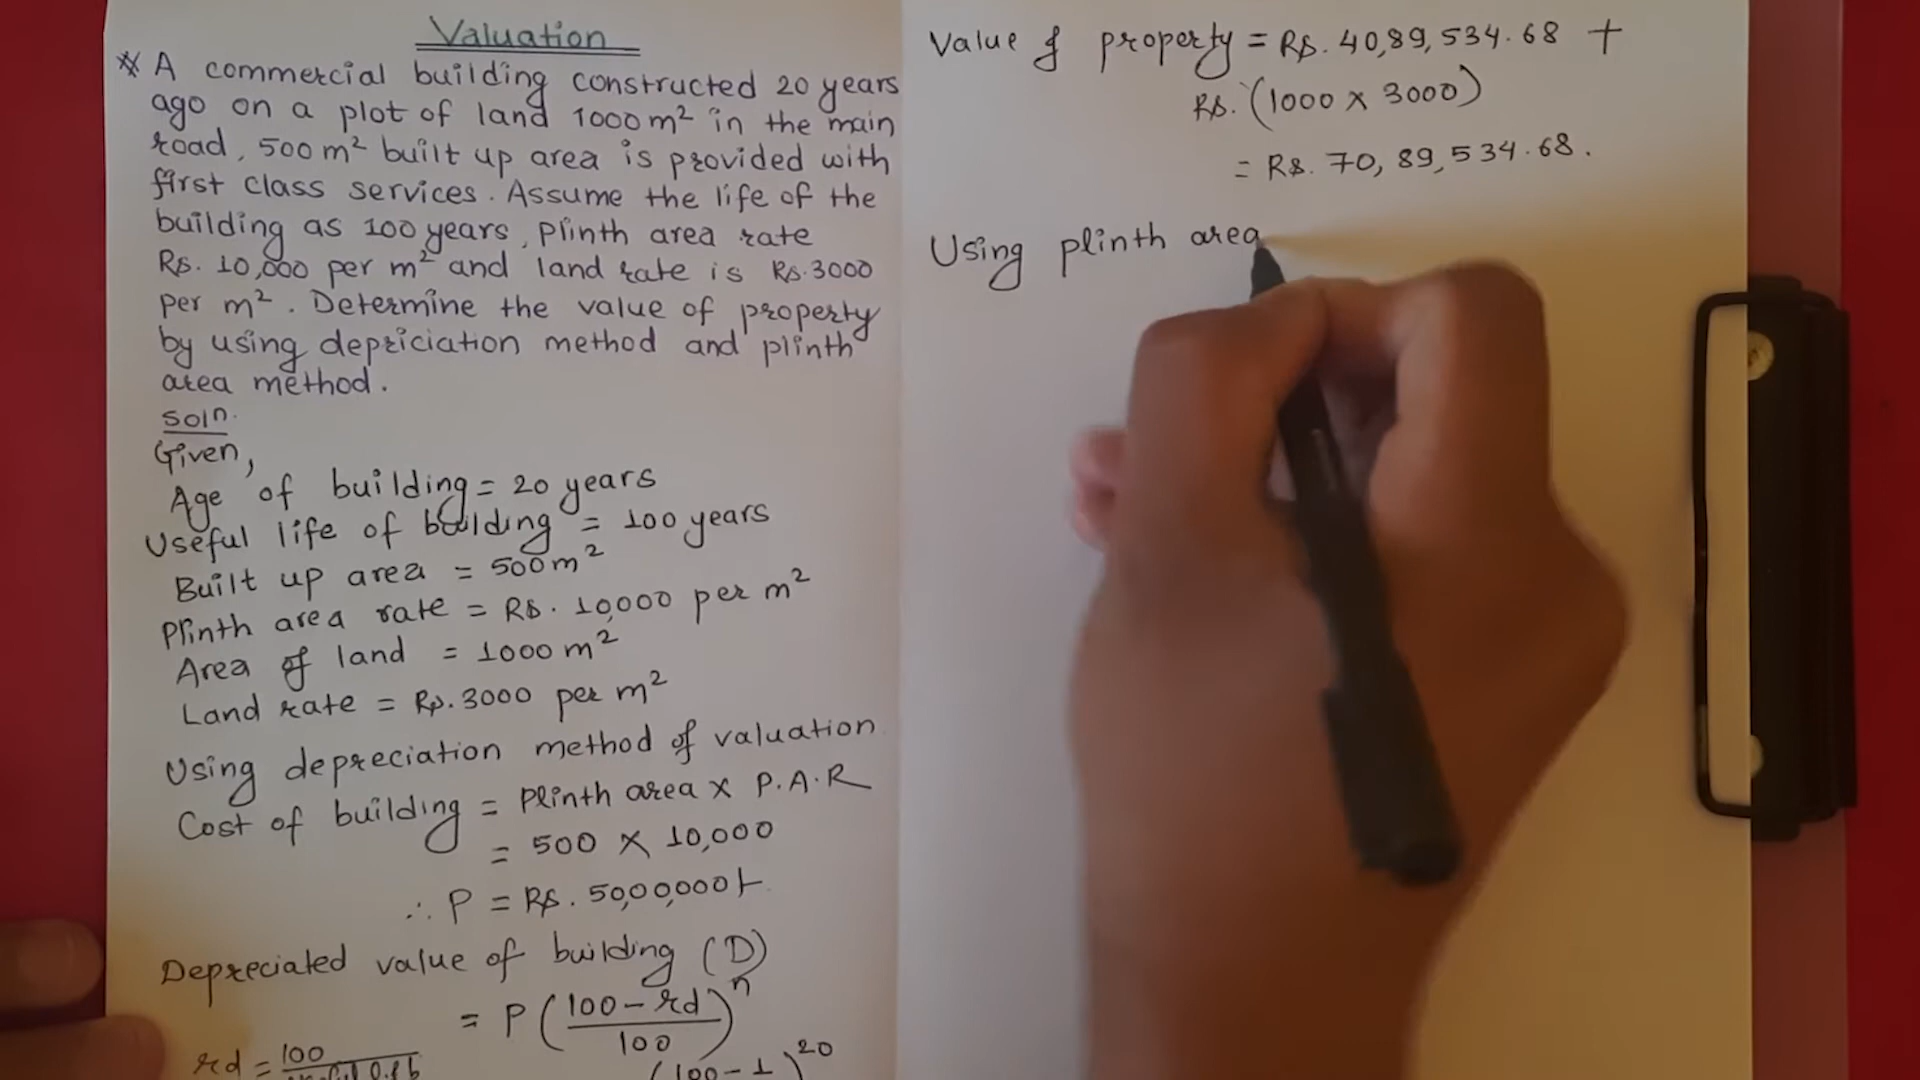 Valuation
* A commercial building constructed 20 years
ago on a plot of land 1000 m² in the main
road, 500 m² built up area is provided with
first class services. Assume the life of the
building as 100 years, plinth area rate
Rs. 10,000 per m² and land rate is Rs. 3000
per m². Determine the value of property
by using depriciation method and plinth
area method.
Soln.
Given,
Age of building = 20 years
Useful life of building = 100 years
Built up area = 500 m²
Plinth area rate = Rs. 10,000 per m²
Area of land = 1000 m²
Land rate = Rs. 3000 per m²
Using depreciation method of valuation
Cost of building = Plinth area x P.A.R
= 500 x 10,000
∴ P = Rs. 50,00,000/-
Depreciated value of building (D)
= P ((100 - rd)/100)ⁿ
rd = 100
(100 - 1)²⁰
Value of property = Rs. 40,89,534.68 +
Rs. (1000 x 3000)
= Rs. 70,89,534.68.
Using plinth area